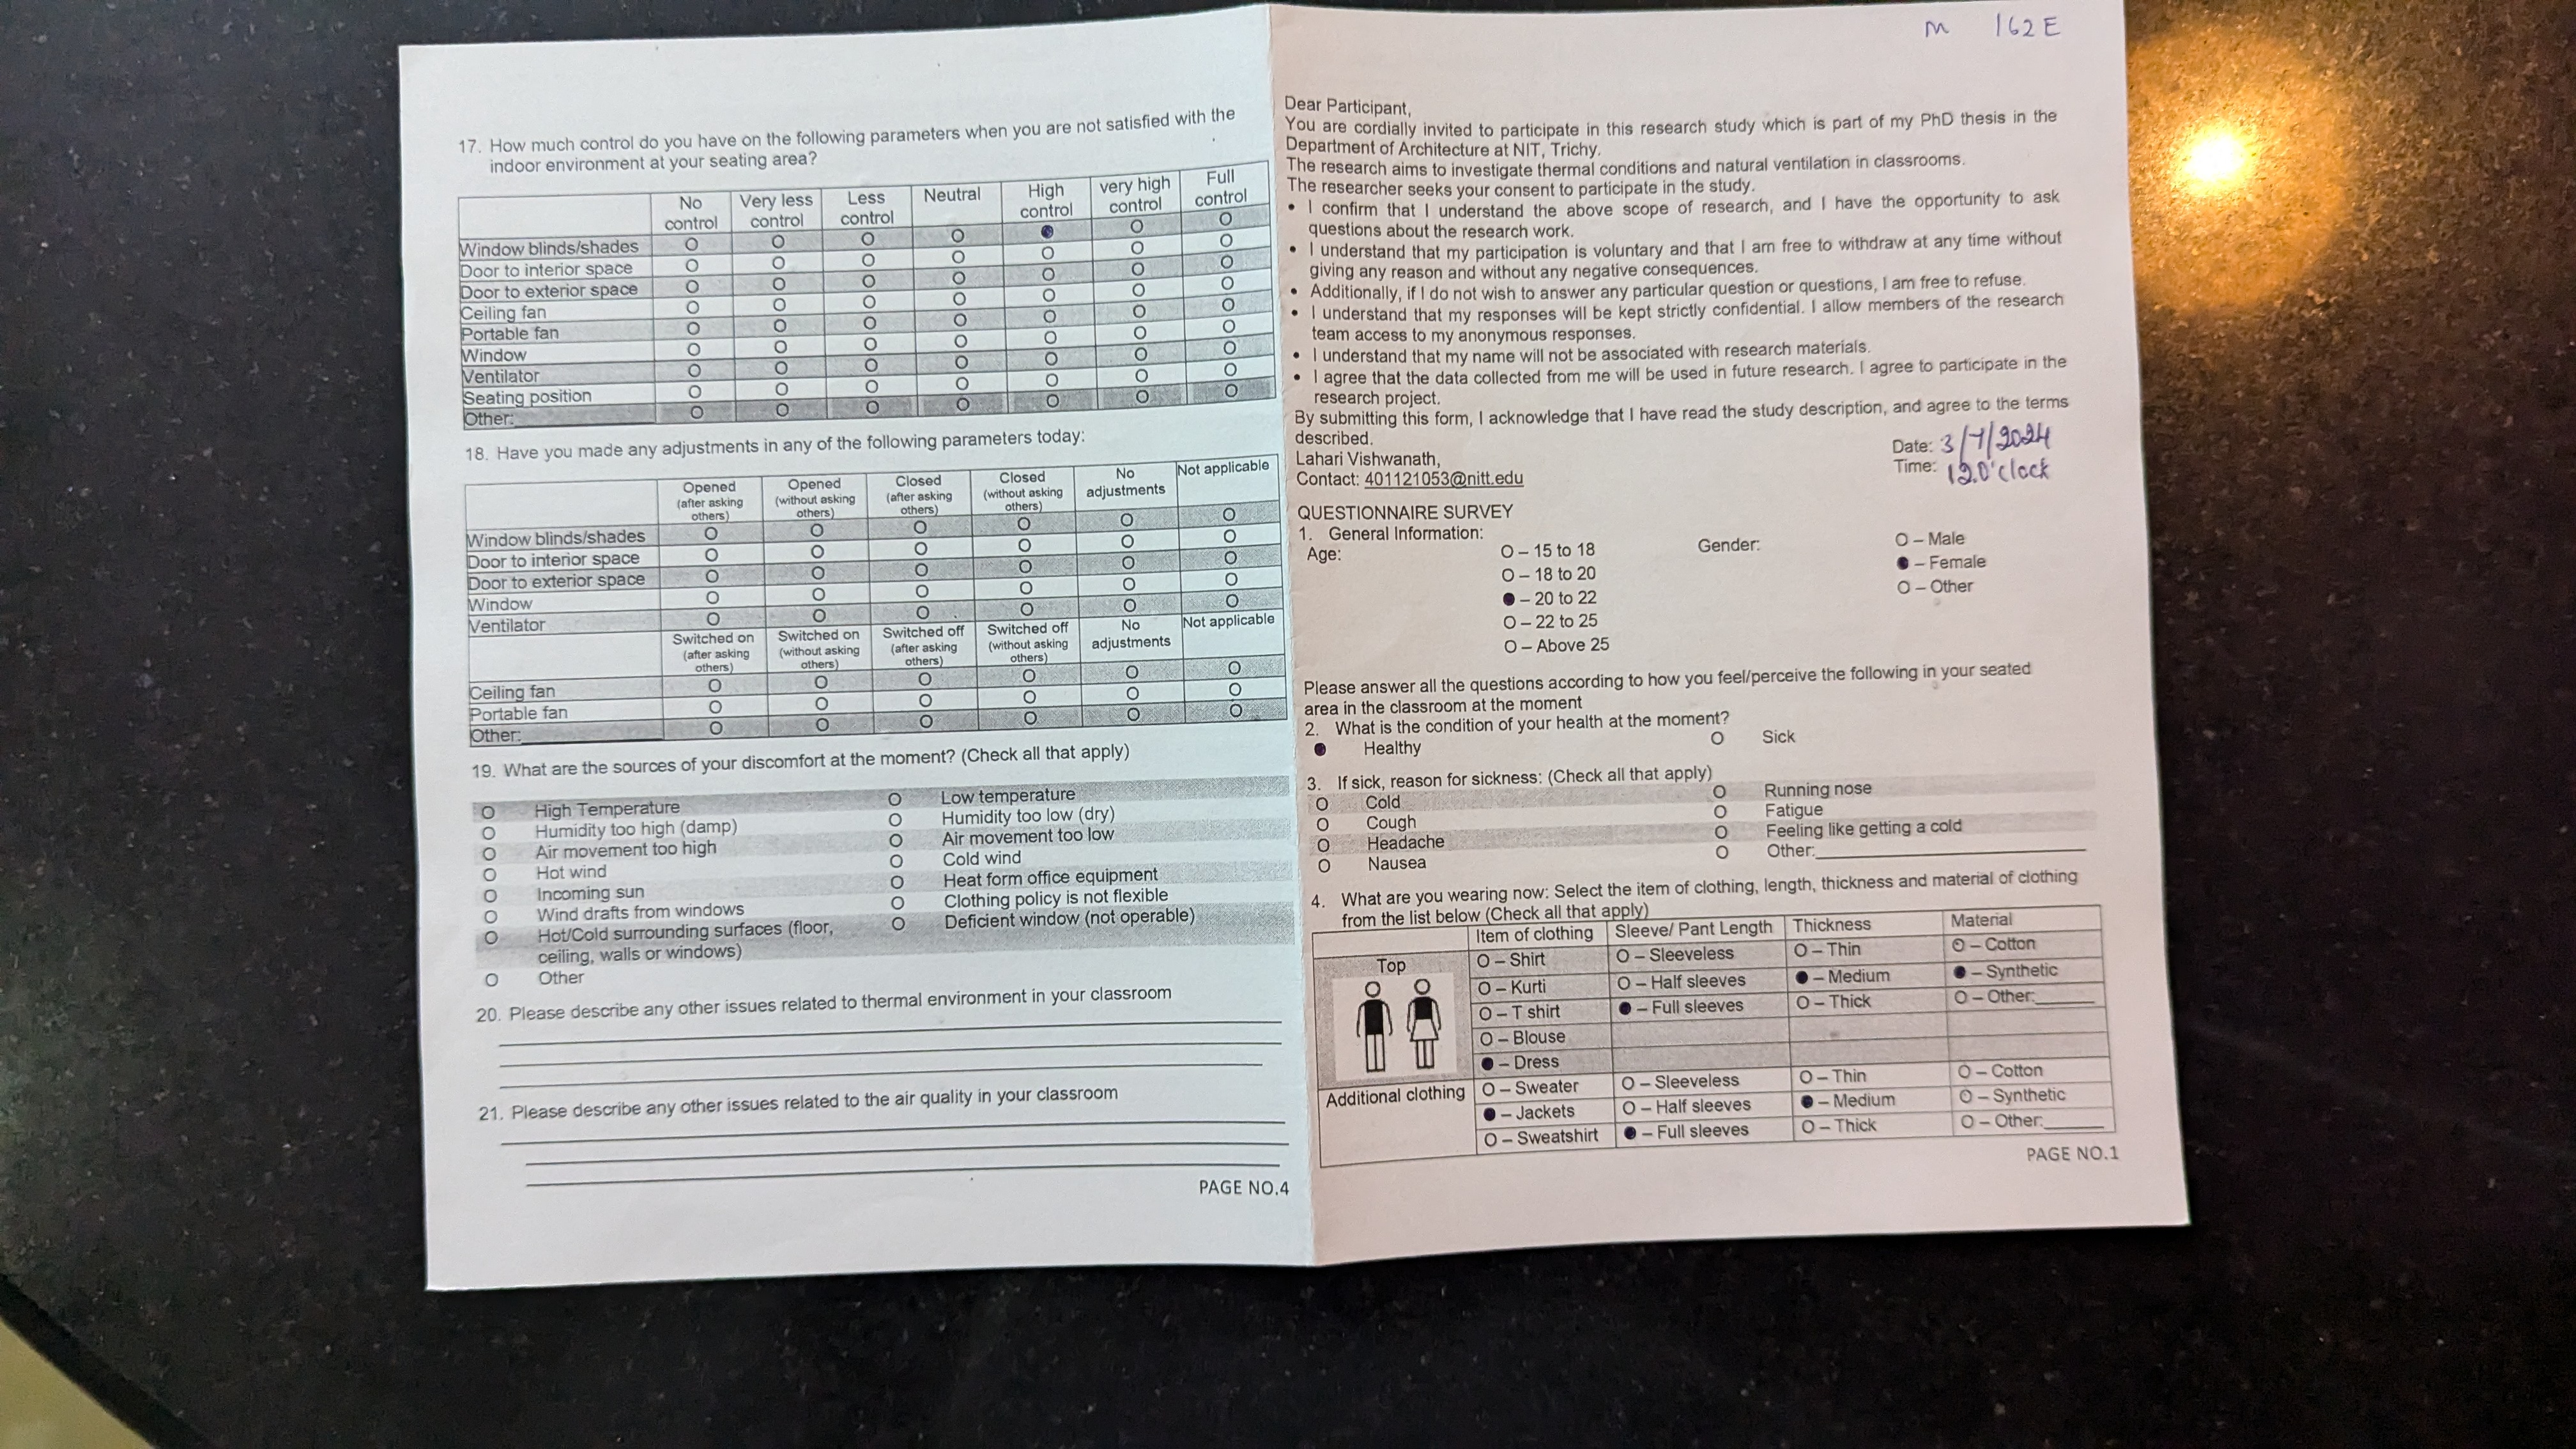 17. How much control do you have on the following parameters when you are not satisfied with the
indoor environment at your seating area?
No control Very less control Less control Neutral High control very high control Full control
Window blinds/shades O O O O ● O O
Door to interior space O O O O O O O
Door to exterior space O O O O O O O
Ceiling fan O O O O O O O
Portable fan O O O O O O O
Window O O O O O O O
Ventilator O O O O O O O
Seating position O O O O O O O
Other: O O O O O O O
18. Have you made any adjustments in any of the following parameters today:
Opened (after asking others) Opened (without asking others) Closed (after asking others) Closed (without asking others) No adjustments Not applicable
Window blinds/shades O O O O O O
Door to interior space O O O O O O
Door to exterior space O O O O O O
Window O O O O O O
Ventilator O O O O O O
Switched on (after asking others) Switched on (without asking others) Switched off (after asking others) Switched off (without asking others) No adjustments Not applicable
Ceiling fan O O O O O O
Portable fan O O O O O O
Other:________ O O O O O O
19. What are the sources of your discomfort at the moment? (Check all that apply)
O High Temperature O Low temperature
O Humidity too high (damp) O Humidity too low (dry)
O Air movement too high O Air movement too low
O Hot wind O Cold wind
O Incoming sun O Heat form office equipment
O Wind drafts from windows O Clothing policy is not flexible
O Hot/Cold surrounding surfaces (floor, O Deficient window (not operable)
ceiling, walls or windows)
O Other
20. Please describe any other issues related to thermal environment in your classroom
21. Please describe any other issues related to the air quality in your classroom
PAGE NO.4
M 162E
Dear Participant,
You are cordially invited to participate in this research study which is part of my PhD thesis in the
Department of Architecture at NIT, Trichy.
The research aims to investigate thermal conditions and natural ventilation in classrooms.
The researcher seeks your consent to participate in the study.
• I confirm that I understand the above scope of research, and I have the opportunity to ask
questions about the research work.
• I understand that my participation is voluntary and that I am free to withdraw at any time without
giving any reason and without any negative consequences.
• Additionally, if I do not wish to answer any particular question or questions, I am free to refuse.
• I understand that my responses will be kept strictly confidential. I allow members of the research
team access to my anonymous responses.
• I understand that my name will not be associated with research materials.
• I agree that the data collected from me will be used in future research. I agree to participate in the
research project.
By submitting this form, I acknowledge that I have read the study description, and agree to the terms
described.
Lahari Vishwanath,
Contact: 401121053@nitt.edu
Date: 3/7/2024
Time: 12.0'clock
QUESTIONNAIRE SURVEY
1. General Information:
Age: O – 15 to 18 Gender: O – Male
O – 18 to 20 ● – Female
● – 20 to 22 O – Other
O – 22 to 25
O – Above 25
Please answer all the questions according to how you feel/perceive the following in your seated
area in the classroom at the moment
2. What is the condition of your health at the moment?
● Healthy O Sick
3. If sick, reason for sickness: (Check all that apply)
O Cold O Running nose
O Cough O Fatigue
O Headache O Feeling like getting a cold
O Nausea O Other:________
4. What are you wearing now: Select the item of clothing, length, thickness and material of clothing
from the list below (Check all that apply)
Item of clothing Sleeve/ Pant Length Thickness Material
Top O – Shirt O – Sleeveless O – Thin O – Cotton
O – Kurti O – Half sleeves ● – Medium ● – Synthetic
O – T shirt ● – Full sleeves O – Thick O – Other:______
O – Blouse
● – Dress
Additional clothing O – Sweater O – Sleeveless O – Thin O – Cotton
● – Jackets O – Half sleeves ● – Medium O – Synthetic
O – Sweatshirt ● – Full sleeves O – Thick O – Other:______
PAGE NO.1